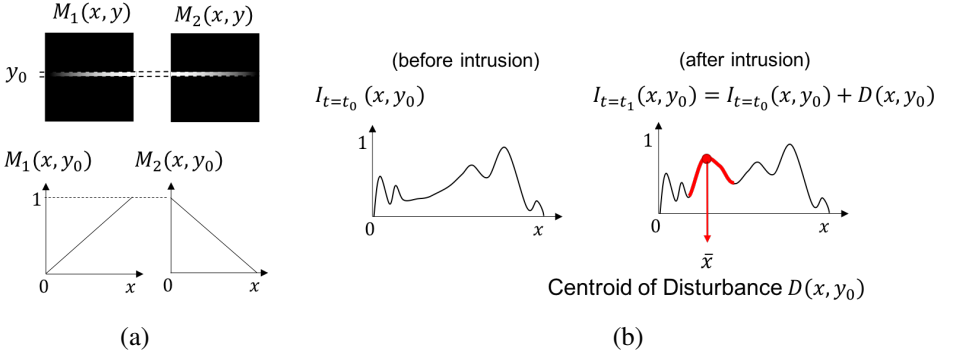 M₁(x,y) M₂(x,y)
y₀
M₁(x,y₀) M₂(x,y₀)
1
0 x 0 x
(a)
(before intrusion)
I_{t=t₀} (x,y₀)
1
0 x
(after intrusion)
I_{t=t₁}(x,y₀) = I_{t=t₀}(x,y₀) + D(x,y₀)
1
0 x
x̄
Centroid of Disturbance D(x,y₀)
(b)